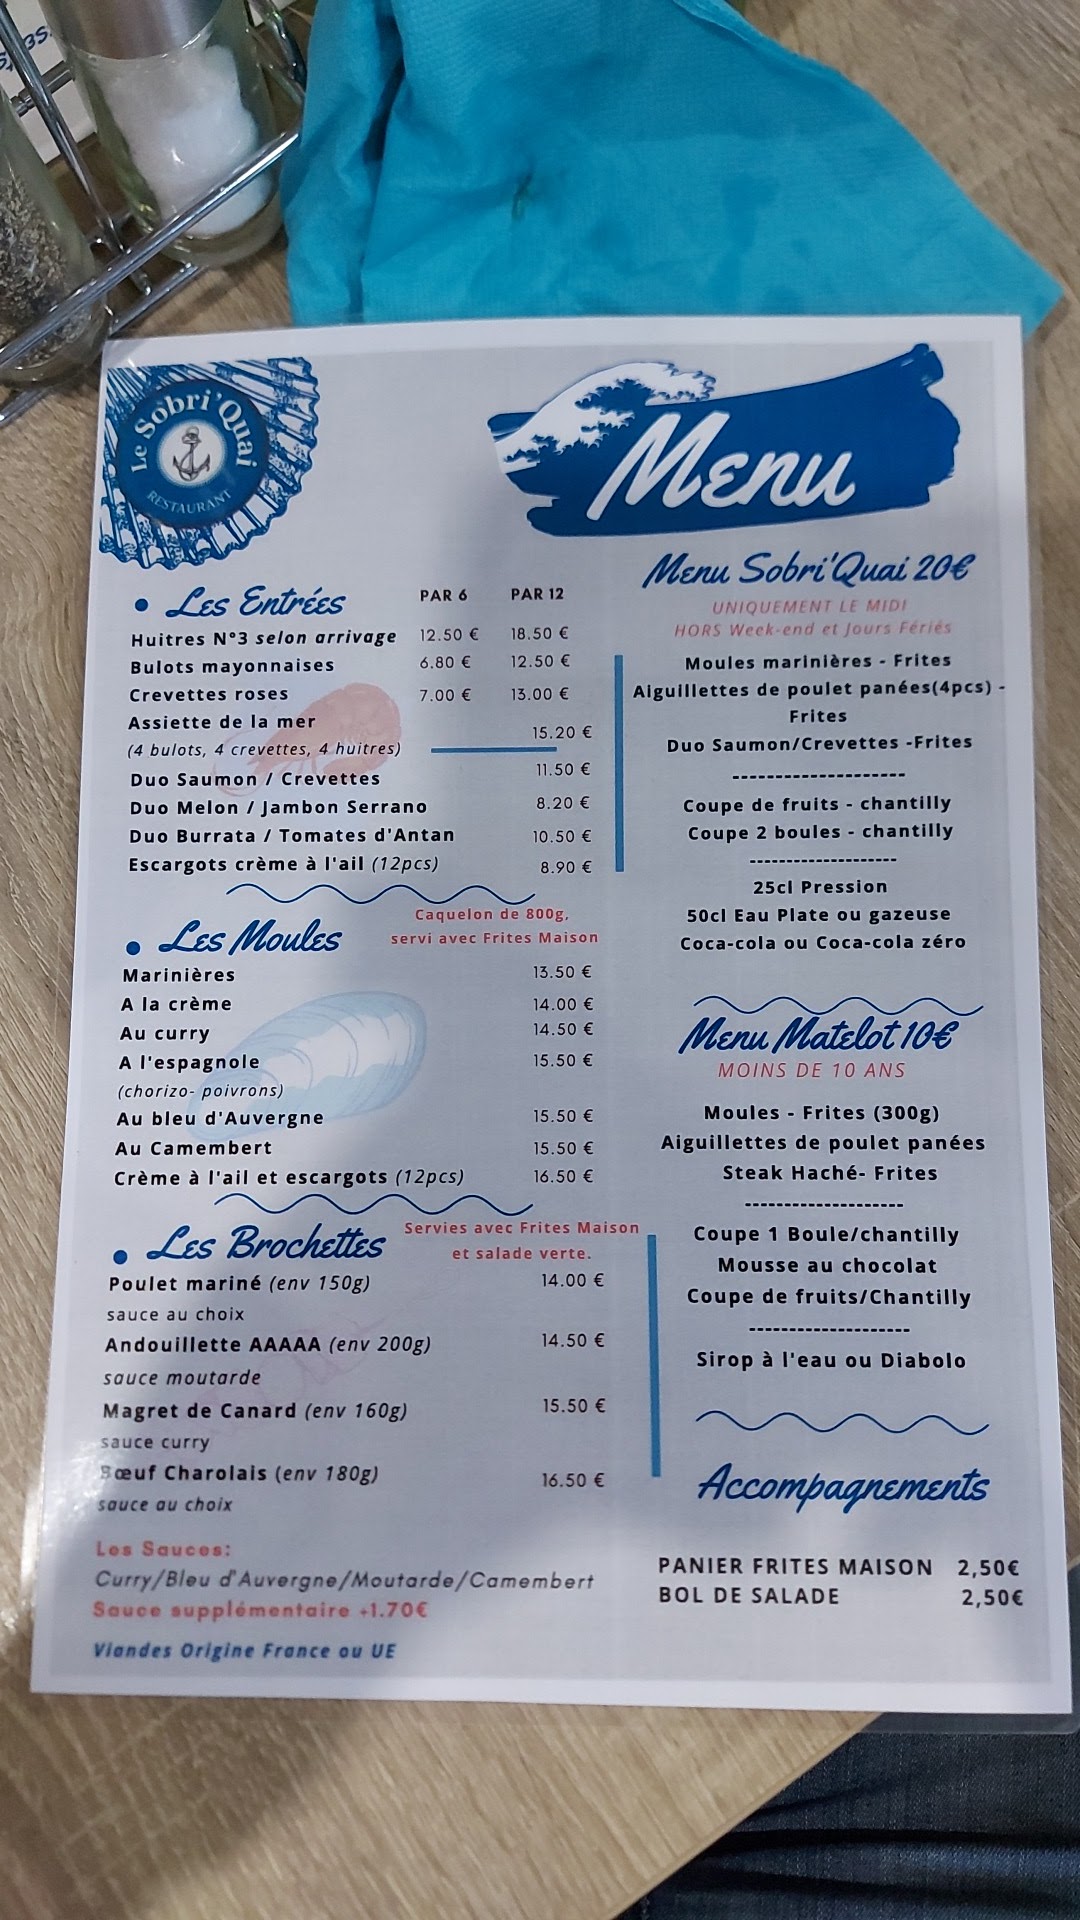 Le Sobri'Quai
RESTAURANT
Menu
Les Entrées PAR 6 PAR 12
Huitres N°3 selon arrivage 12.50 € 18.50 €
Bulots mayonnaises 6.80 € 12.50 €
Crevettes roses 7.00 € 13.00 €
Assiette de la mer 15.20 €
(4 bulots, 4 crevettes, 4 huitres)
Duo Saumon / Crevettes 11.50 €
Duo Melon / Jambon Serrano 8.20 €
Duo Burrata / Tomates d'Antan 10.50 €
Escargots crème à l'ail (12pcs) 8.90 €
Les Moules
Caquelon de 800g,
servi avec Frites Maison
Marinières 13.50 €
A la crème 14.00 €
Au curry 14.50 €
A l'espagnole 15.50 €
(chorizo- poivrons)
Au bleu d'Auvergne 15.50 €
Au Camembert 15.50 €
Crème à l'ail et escargots (12pcs) 16.50 €
Les Brochettes
Servies avec Frites Maison
et salade verte.
Poulet mariné (env 150g) 14.00 €
sauce au choix
Andouillette AAAAA (env 200g) 14.50 €
sauce moutarde
Magret de Canard (env 160g) 15.50 €
sauce curry
Bœuf Charolais (env 180g) 16.50 €
sauce au choix
Les Sauces:
Curry/Bleu d'Auvergne/Moutarde/Camembert
Sauce supplémentaire +1.70€
Viandes Origine France ou UE
Menu Sobri'Quai 20€
UNIQUEMENT LE MIDI
HORS Week-end et Jours Fériés
Moules marinières - Frites
Aiguillettes de poulet panées(4pcs) -
Frites
Duo Saumon/Crevettes -Frites
--------------------
Coupe de fruits - chantilly
Coupe 2 boules - chantilly
--------------------
25cl Pression
50cl Eau Plate ou gazeuse
Coca-cola ou Coca-cola zéro
Menu Matelot 10€
MOINS DE 10 ANS
Moules - Frites (300g)
Aiguillettes de poulet panées
Steak Haché- Frites
--------------------
Coupe 1 Boule/chantilly
Mousse au chocolat
Coupe de fruits/Chantilly
--------------------
Sirop à l'eau ou Diabolo
Accompagnements
PANIER FRITES MAISON 2,50€
BOL DE SALADE 2,50€